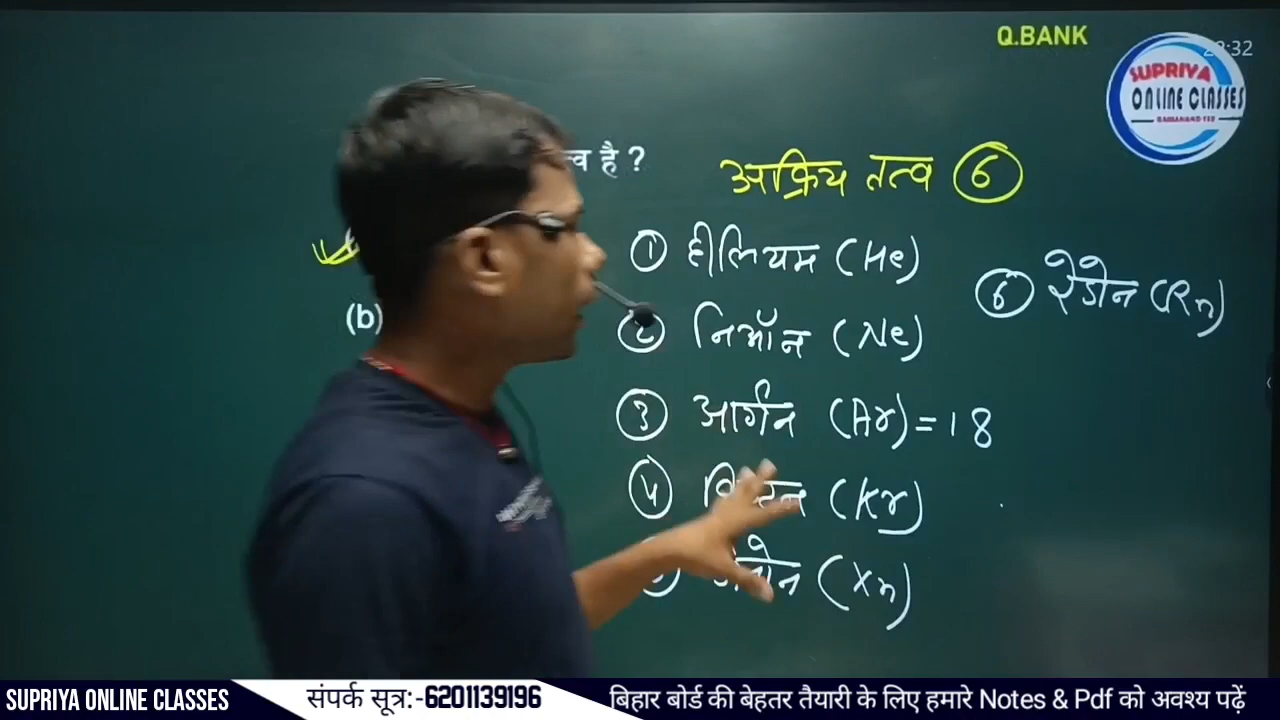 Q.BANK
SUPRIYA
ONLINE CLASSES
:32
है ?
अक्रिय तत्व 6
① हीलियम (He)
② निऑन (Ne)
③ आर्गन (Ar) = 18
④ (Kr)
(Xn)
⑥ रेडोन (Rn)
(b)
SUPRIYA ONLINE CLASSES
संपर्क सूत्र:-6201139196
बिहार बोर्ड की बेहतर तैयारी के लिए हमारे Notes & Pdf को अवश्य पढ़ें